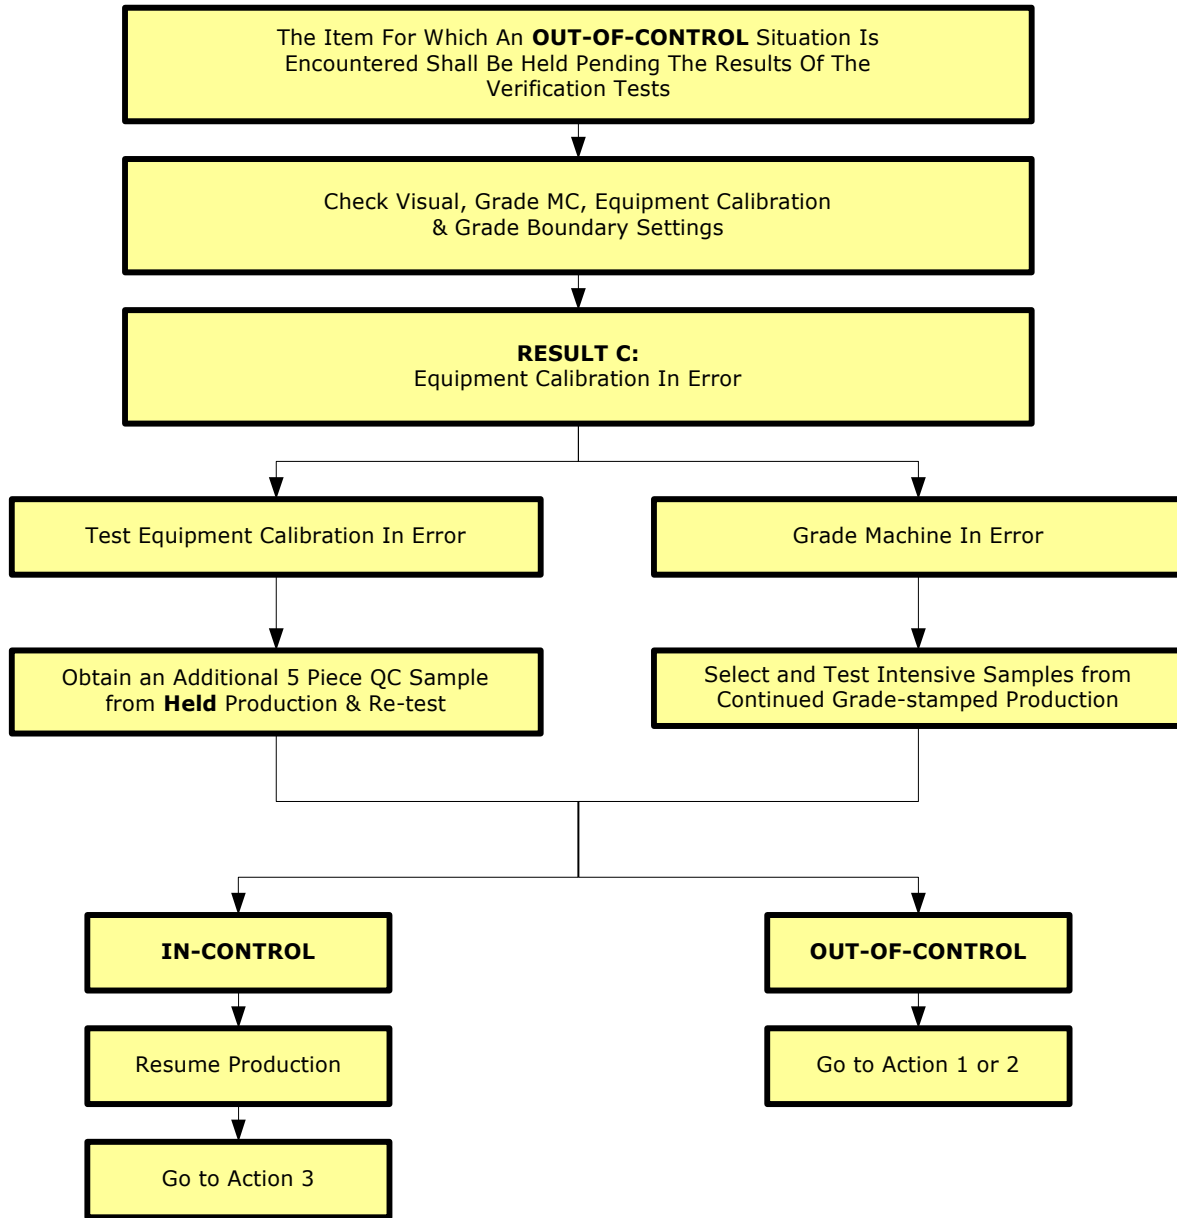 The Item For Which An OUT-OF-CONTROL Situation Is
Encountered Shall Be Held Pending The Results Of The
Verification Tests
Check Visual, Grade MC, Equipment Calibration
& Grade Boundary Settings
RESULT C:
Equipment Calibration In Error
Test Equipment Calibration In Error
Grade Machine In Error
Obtain an Additional 5 Piece QC Sample
from Held Production & Re-test
Select and Test Intensive Samples from
Continued Grade-stamped Production
IN-CONTROL
OUT-OF-CONTROL
Resume Production
Go to Action 1 or 2
Go to Action 3